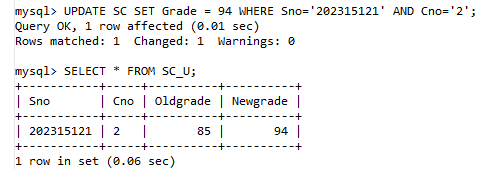 mysql> UPDATE SC SET Grade = 94 WHERE Sno='202315121' AND Cno='2';
Query OK, 1 row affected (0.01 sec)
Rows matched: 1  Changed: 1  Warnings: 0

mysql> SELECT * FROM SC_U;
+-----------+-----+----------+----------+
| Sno       | Cno | Oldgrade | Newgrade |
+-----------+-----+----------+----------+
| 202315121 | 2   |       85 |       94 |
+-----------+-----+----------+----------+
1 row in set (0.06 sec)